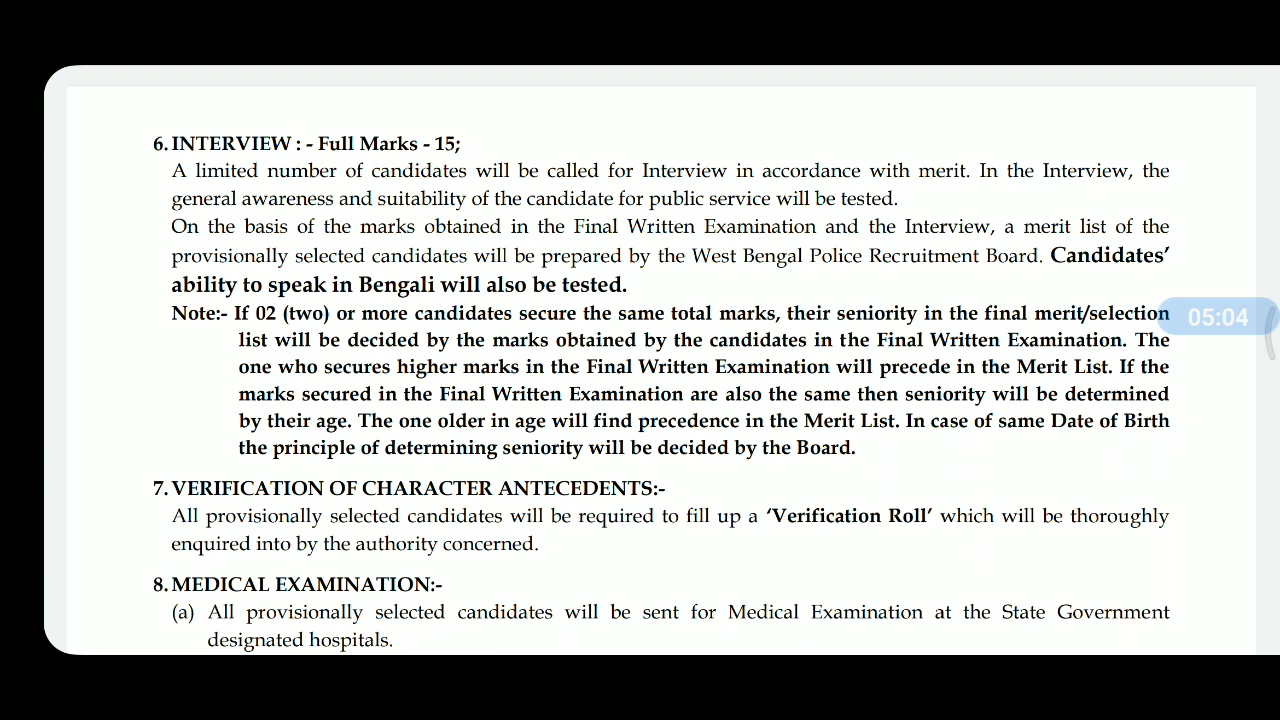 6. INTERVIEW : - Full Marks - 15;
A limited number of candidates will be called for Interview in accordance with merit. In the Interview, the
general awareness and suitability of the candidate for public service will be tested.
On the basis of the marks obtained in the Final Written Examination and the Interview, a merit list of the
provisionally selected candidates will be prepared by the West Bengal Police Recruitment Board. Candidates’
ability to speak in Bengali will also be tested.
Note:- If 02 (two) or more candidates secure the same total marks, their seniority in the final merit/selection
05:04
list will be decided by the marks obtained by the candidates in the Final Written Examination. The
one who secures higher marks in the Final Written Examination will precede in the Merit List. If the
marks secured in the Final Written Examination are also the same then seniority will be determined
by their age. The one older in age will find precedence in the Merit List. In case of same Date of Birth
the principle of determining seniority will be decided by the Board.
7. VERIFICATION OF CHARACTER ANTECEDENTS:-
All provisionally selected candidates will be required to fill up a ‘Verification Roll’ which will be thoroughly
enquired into by the authority concerned.
8. MEDICAL EXAMINATION:-
(a) All provisionally selected candidates will be sent for Medical Examination at the State Government
designated hospitals.